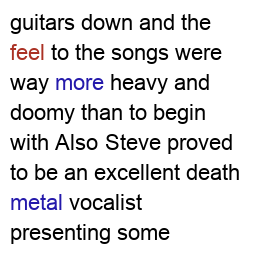 guitars down and the
feel to the songs were
way more heavy and
doomy than to begin
with Also Steve proved
to be an excellent death
metal vocalist
presenting some